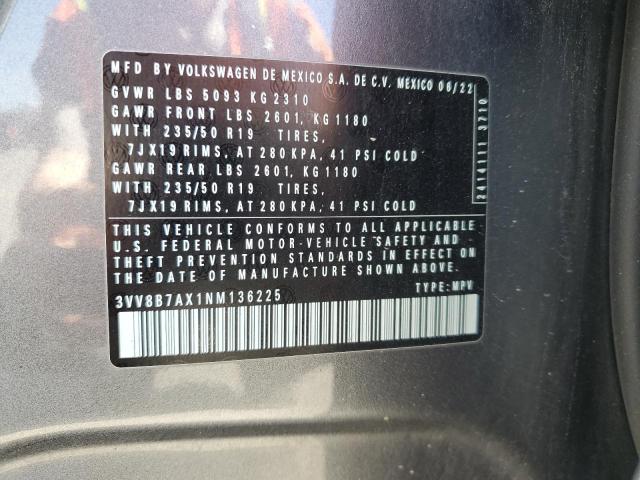 MFD BY VOLKSWAGEN DE MEXICO S.A. DE C.V. MEXICO 06/22
GVWR LBS 5093 KG 2310
GAWR FRONT LBS 2601, KG 1180
WITH 235/50 R19 TIRES,
7JX19 RIMS, AT 280 KPA, 41 PSI COLD
GAWR REAR LBS 2601, KG 1180
WITH 235/50 R19 TIRES,
7JX19 RIMS, AT 280 KPA, 41 PSI COLD
2414111 3710
THIS VEHICLE CONFORMS TO ALL APPLICABLE
U.S. FEDERAL MOTOR-VEHICLE SAFETY AND
THEFT PREVENTION STANDARDS IN EFFECT ON
THE DATE OF MANUFACTURE SHOWN ABOVE.
3VV8B7AX1NM136225 TYPE: MPV